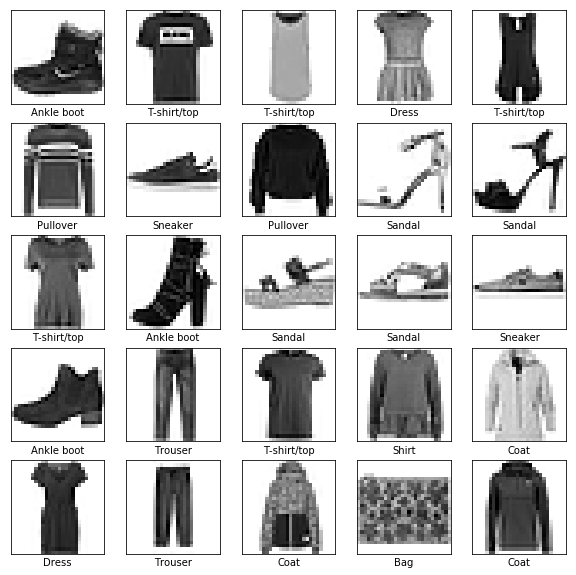 Ankle boot T-shirt/top T-shirt/top Dress T-shirt/top
Pullover Sneaker Pullover Sandal Sandal
T-shirt/top Ankle boot Sandal Sandal Sneaker
Ankle boot Trouser T-shirt/top Shirt Coat
Dress Trouser Coat Bag Coat